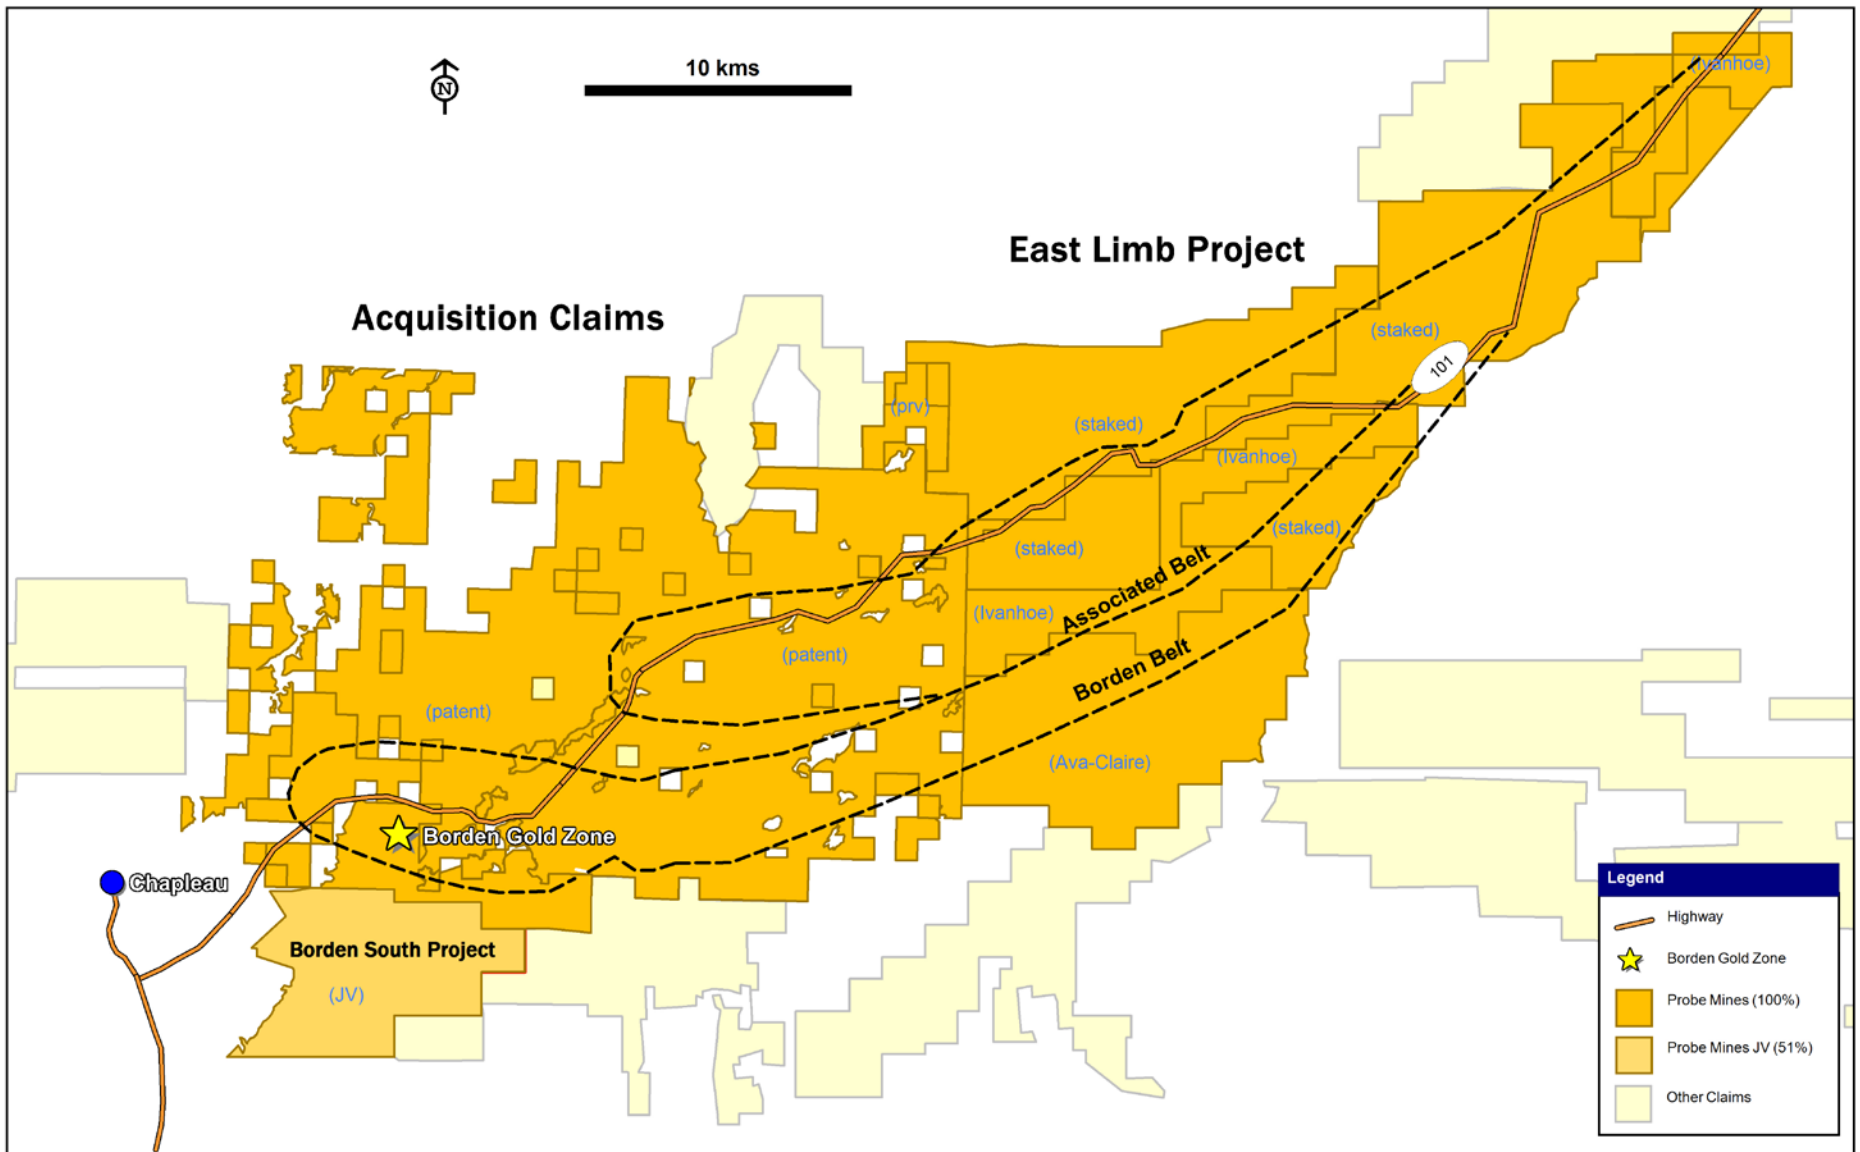 N
10 kms
(Ivanhoe)
East Limb Project
Acquisition Claims
(staked)
101
(prv)
(staked)
(Ivanhoe)
(staked)
(staked)
Associated Belt
(Ivanhoe)
(patent)
Borden Belt
(patent)
(Ava-Claire)
Borden Gold Zone
Chapleau
Borden South Project
(JV)
Legend
Highway
Borden Gold Zone
Probe Mines (100%)
Probe Mines JV (51%)
Other Claims